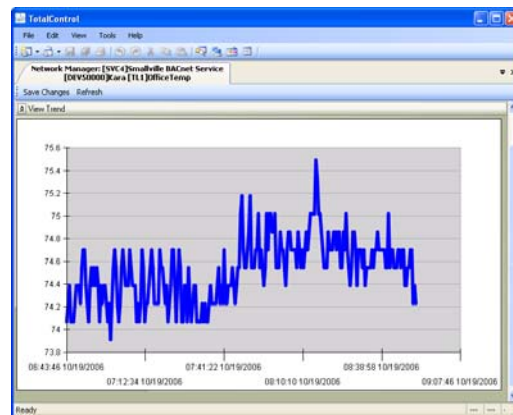 TotalControl
File Edit View Tools Help
Network Manager: [SVC4]Smallville BACnet Service
[DEV50000]Kara [TL1]OfficeTemp
Save Changes Refresh
View Trend
75.6
75.4
75.2
75
74.8
74.6
74.4
74.2
74
73.8
06:43:46 10/19/2006
07:41:22 10/19/2006
08:38:58 10/19/2006
07:12:34 10/19/2006
08:10:10 10/19/2006
09:07:46 10/19/2006
Ready